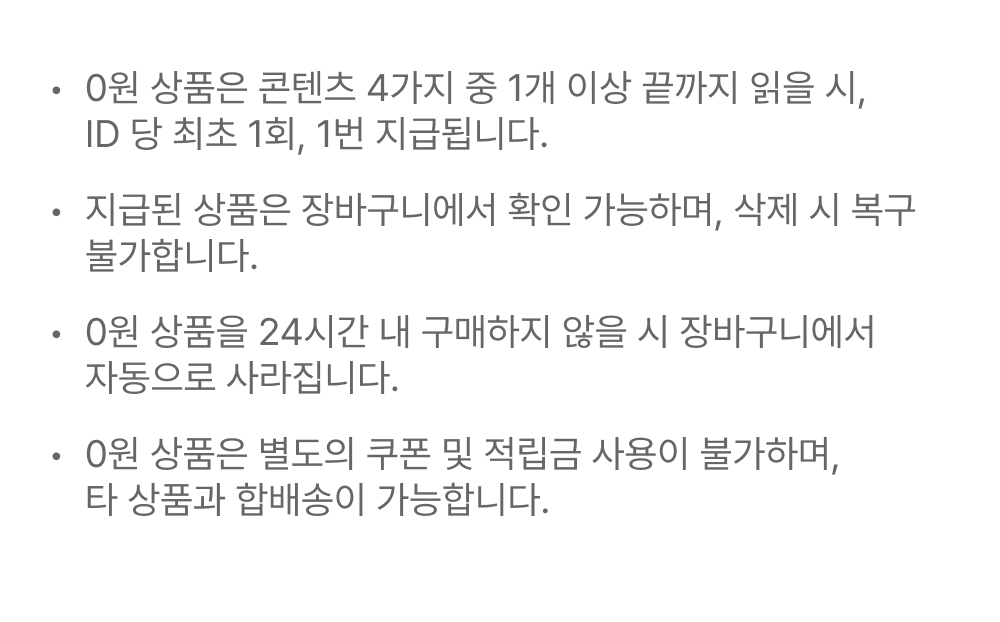 • 0원 상품은 콘텐츠 4가지 중 1개 이상 끝까지 읽을 시,
ID 당 최초 1회, 1번 지급됩니다.
• 지급된 상품은 장바구니에서 확인 가능하며, 삭제 시 복구
불가합니다.
• 0원 상품을 24시간 내 구매하지 않을 시 장바구니에서
자동으로 사라집니다.
• 0원 상품은 별도의 쿠폰 및 적립금 사용이 불가하며,
타 상품과 합배송이 가능합니다.